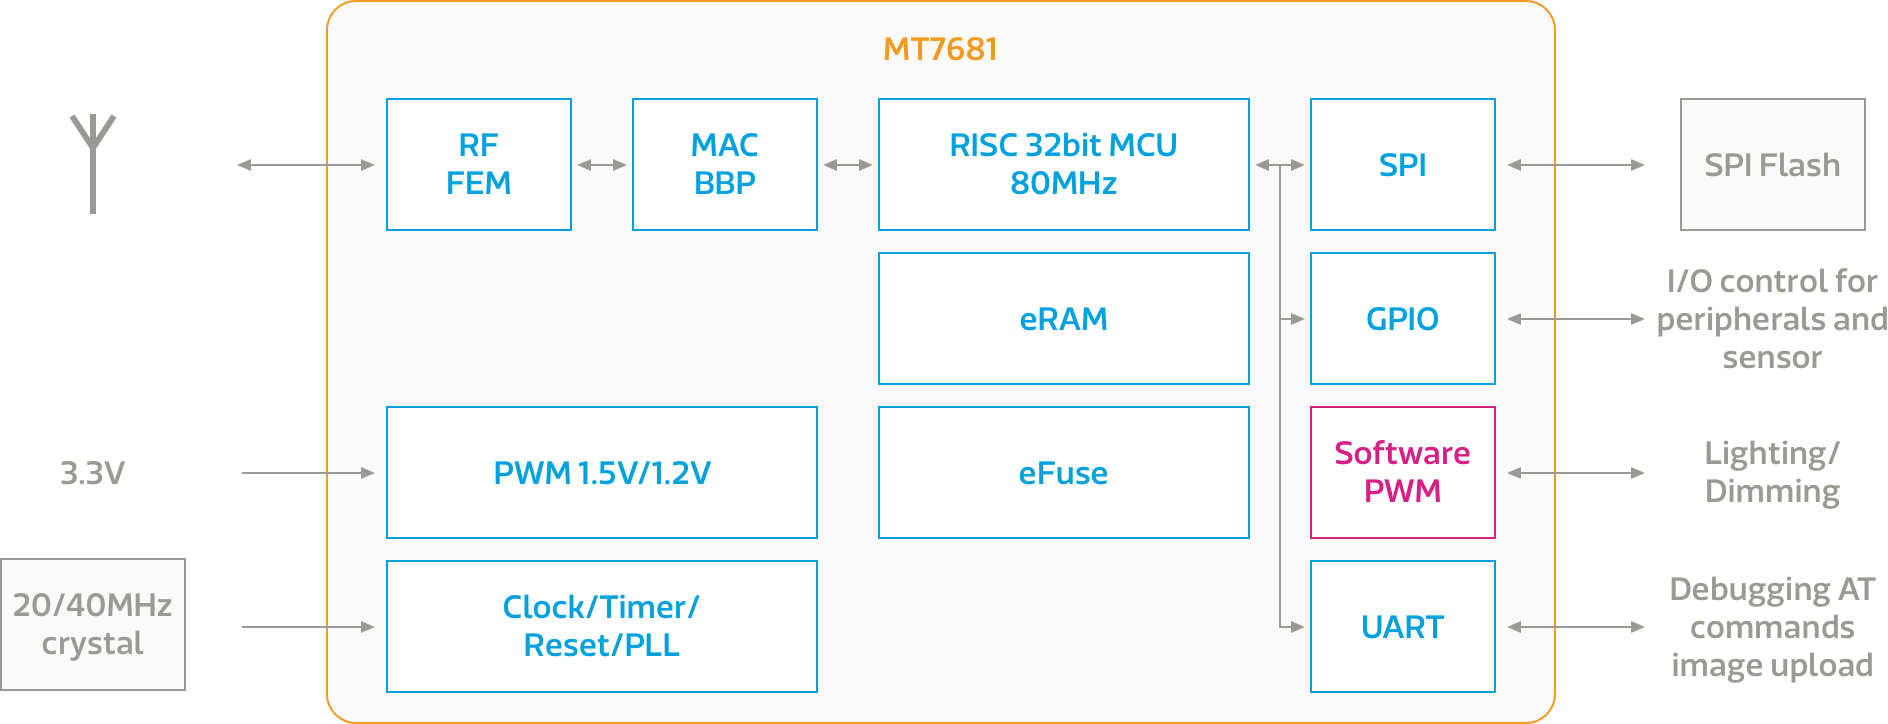 MT7681
RF
FEM
MAC
BBP
RISC 32bit MCU
80MHz
SPI
SPI Flash
eRAM
GPIO
I/O control for
peripherals and
sensor
3.3V
PWM 1.5V/1.2V
eFuse
Software
PWM
Lighting/
Dimming
20/40MHz
crystal
Clock/Timer/
Reset/PLL
UART
Debugging AT
commands
image upload